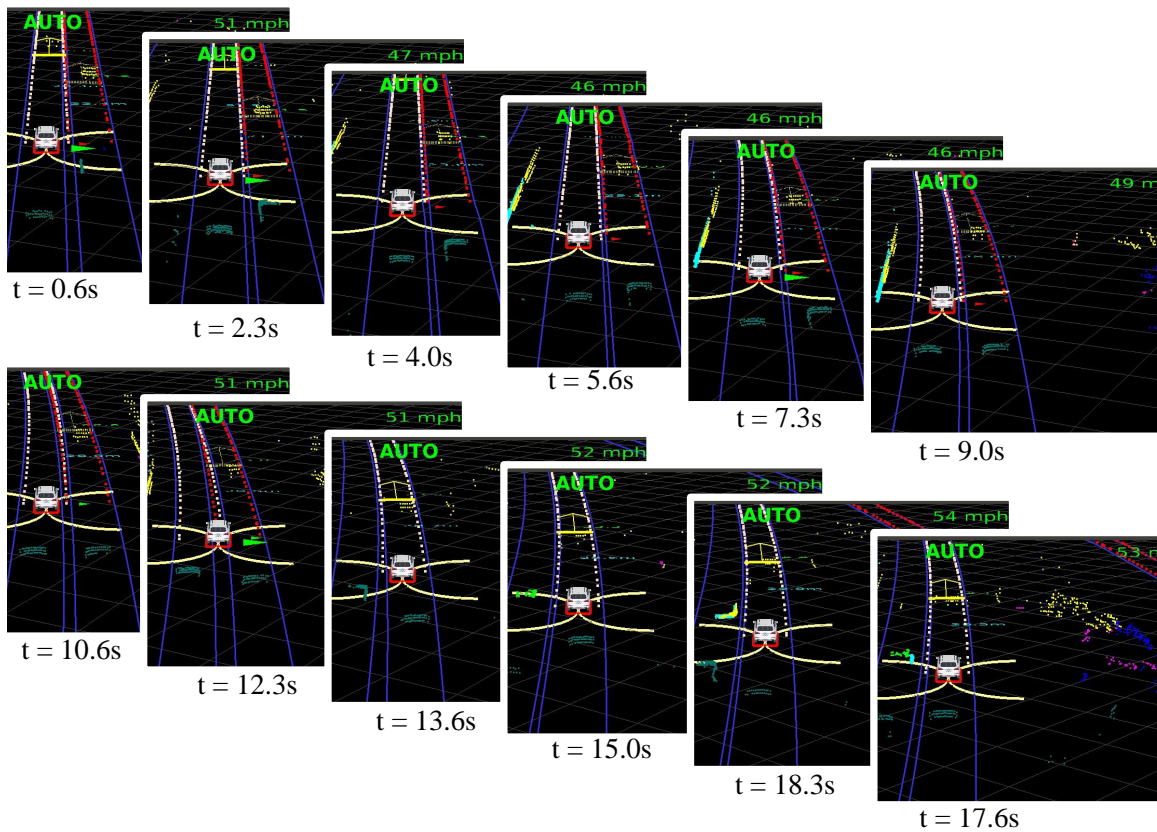 AUTO
51 mph
t = 0.6s
AUTO
47 mph
t = 2.3s
AUTO
46 mph
t = 4.0s
AUTO
46 mph
t = 5.6s
AUTO
46 mph
t = 7.3s
AUTO
49 mph
t = 9.0s
AUTO
51 mph
t = 10.6s
AUTO
51 mph
t = 12.3s
AUTO
52 mph
t = 13.6s
AUTO
52 mph
t = 15.0s
AUTO
54 mph
t = 18.3s
AUTO
53 m
t = 17.6s